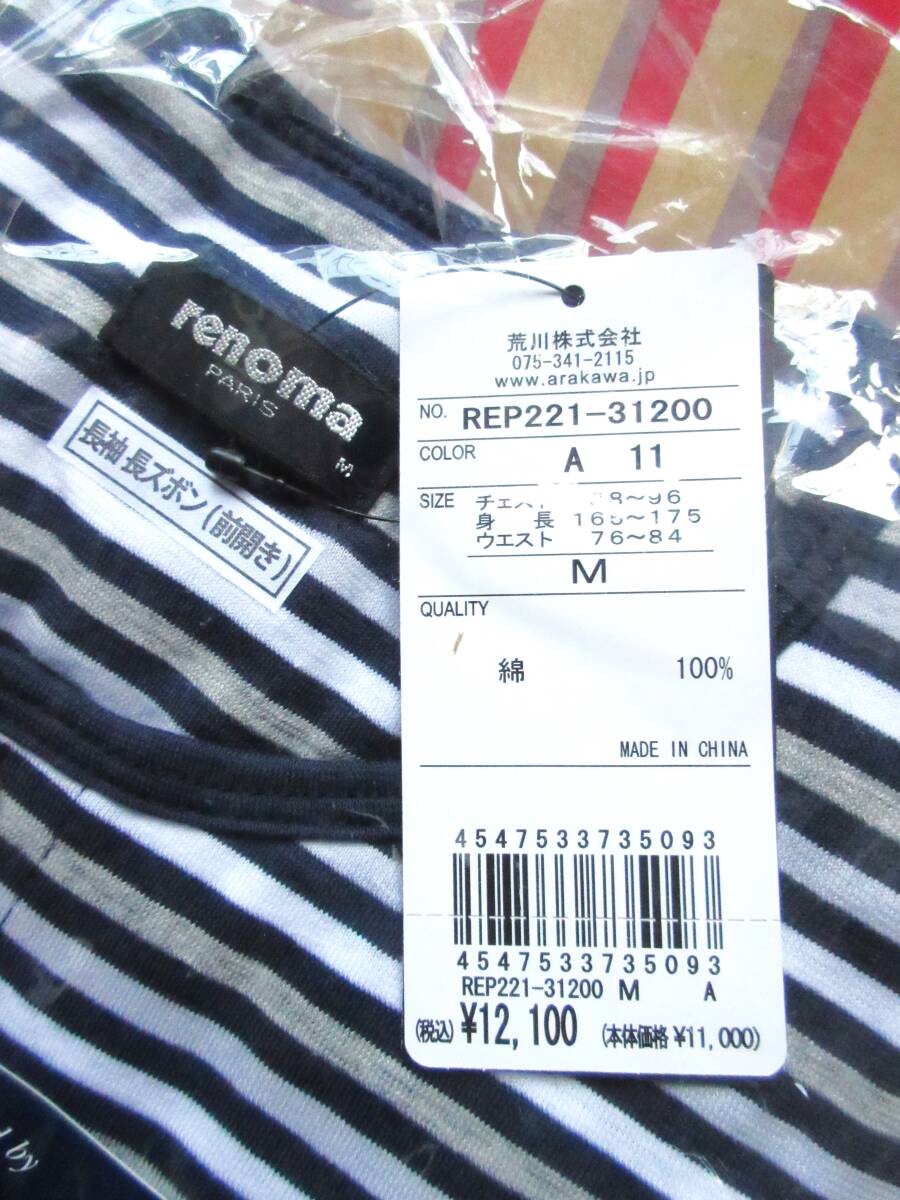 renoma
PARIS
M
長袖 長ズボン(前開き)
荒川株式会社
075-341-2115
www.arakawa.jp
NO. REP221-31200
COLOR A 11
SIZE 8~96
身長 165~175
ウエスト 76~84
M
QUALITY
綿 100%
MADE IN CHINA
4547533735093
4547533735093
REP221-31200 M A
(税込) ¥12,100 (本体価格 ¥11,000)
by